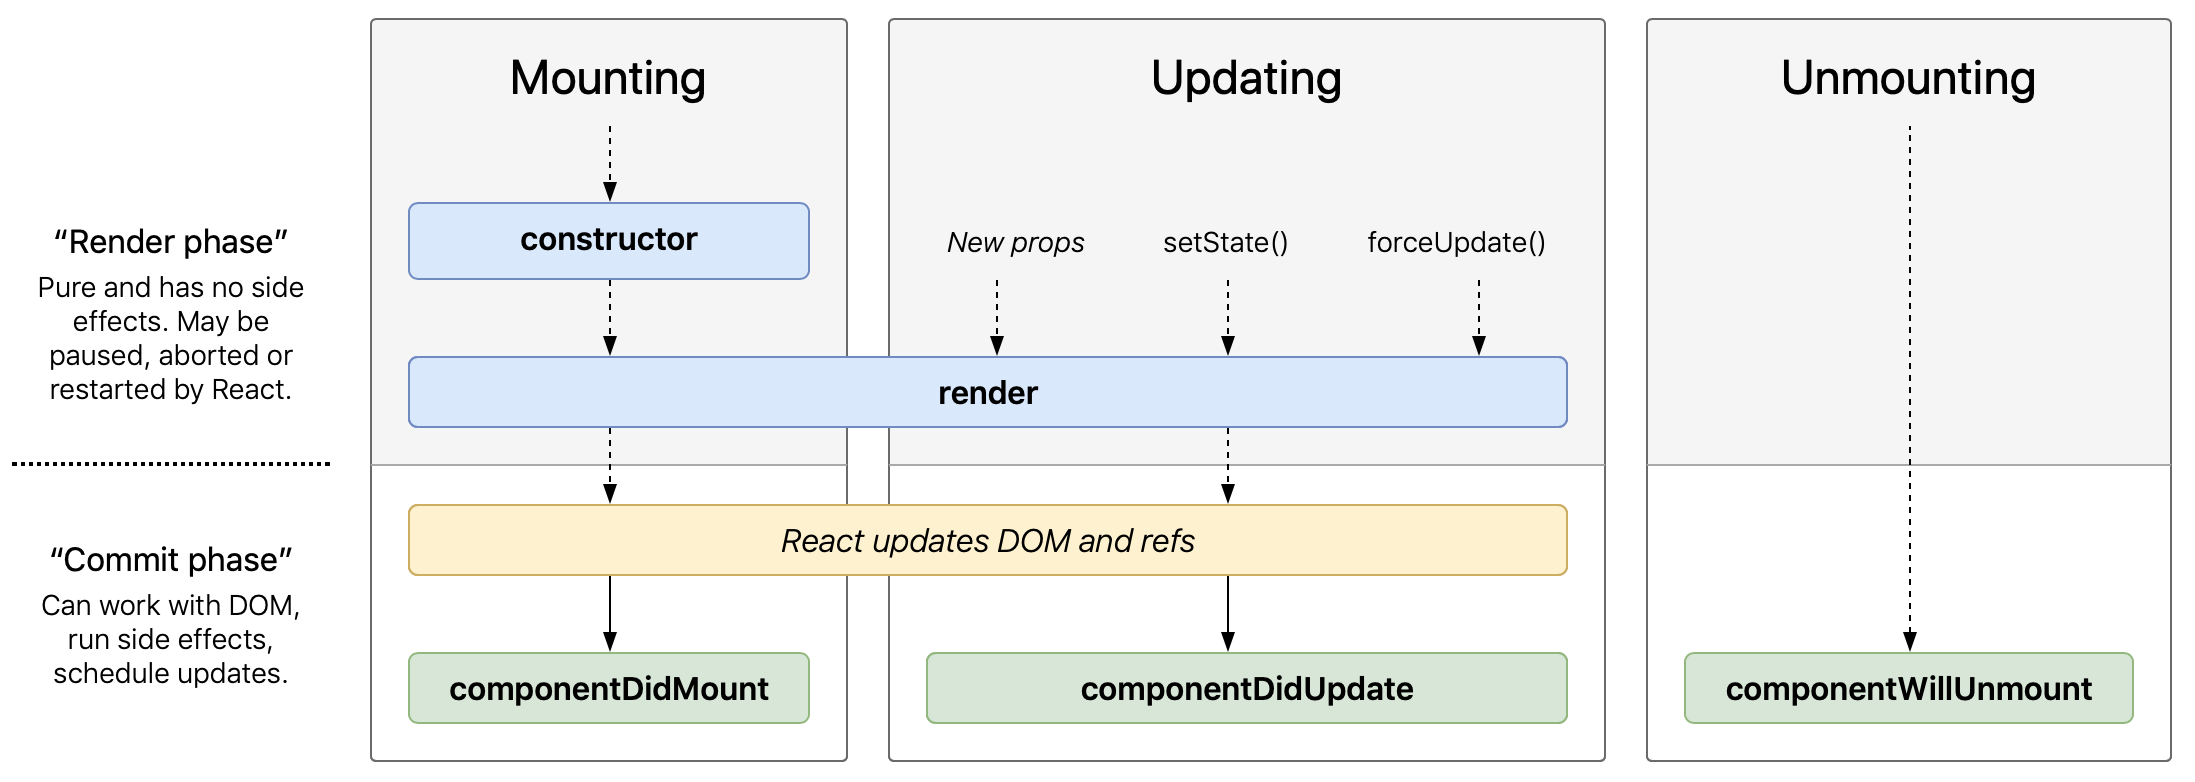 Mounting
Updating
Unmounting
“Render phase”
Pure and has no side
effects. May be
paused, aborted or
restarted by React.
constructor
New props
setState()
forceUpdate()
render
“Commit phase”
Can work with DOM,
run side effects,
schedule updates.
React updates DOM and refs
componentDidMount
componentDidUpdate
componentWillUnmount